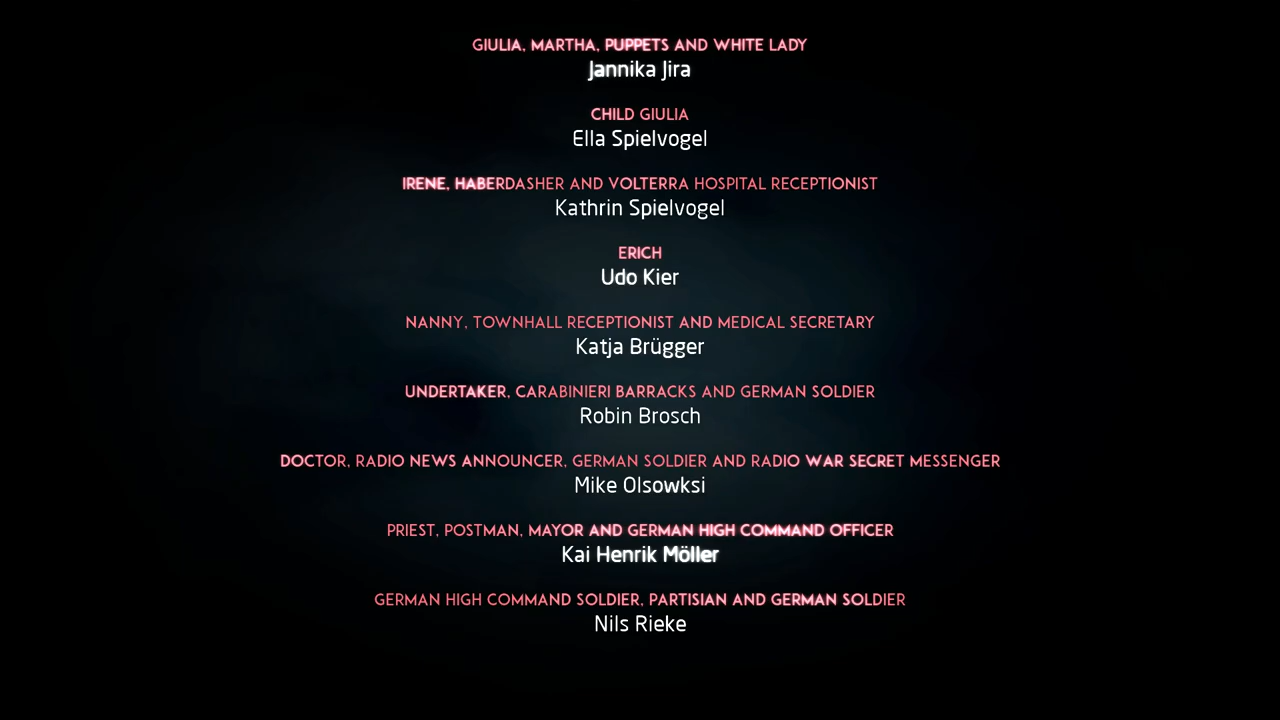 GIULIA, MARTHA, PUPPETS AND WHITE LADY
Jannika Jira
CHILD GIULIA
Ella Spielvogel
IRENE, HABERDASHER AND VOLTERRA HOSPITAL RECEPTIONIST
Kathrin Spielvogel
ERICH
Udo Kier
NANNY, TOWNHALL RECEPTIONIST AND MEDICAL SECRETARY
Katja Brügger
UNDERTAKER, CARABINIERI BARRACKS AND GERMAN SOLDIER
Robin Brosch
DOCTOR, RADIO NEWS ANNOUNCER, GERMAN SOLDIER AND RADIO WAR SECRET MESSENGER
Mike Olsowksi
PRIEST, POSTMAN, MAYOR AND GERMAN HIGH COMMAND OFFICER
Kai Henrik Möller
GERMAN HIGH COMMAND SOLDIER, PARTISIAN AND GERMAN SOLDIER
Nils Rieke